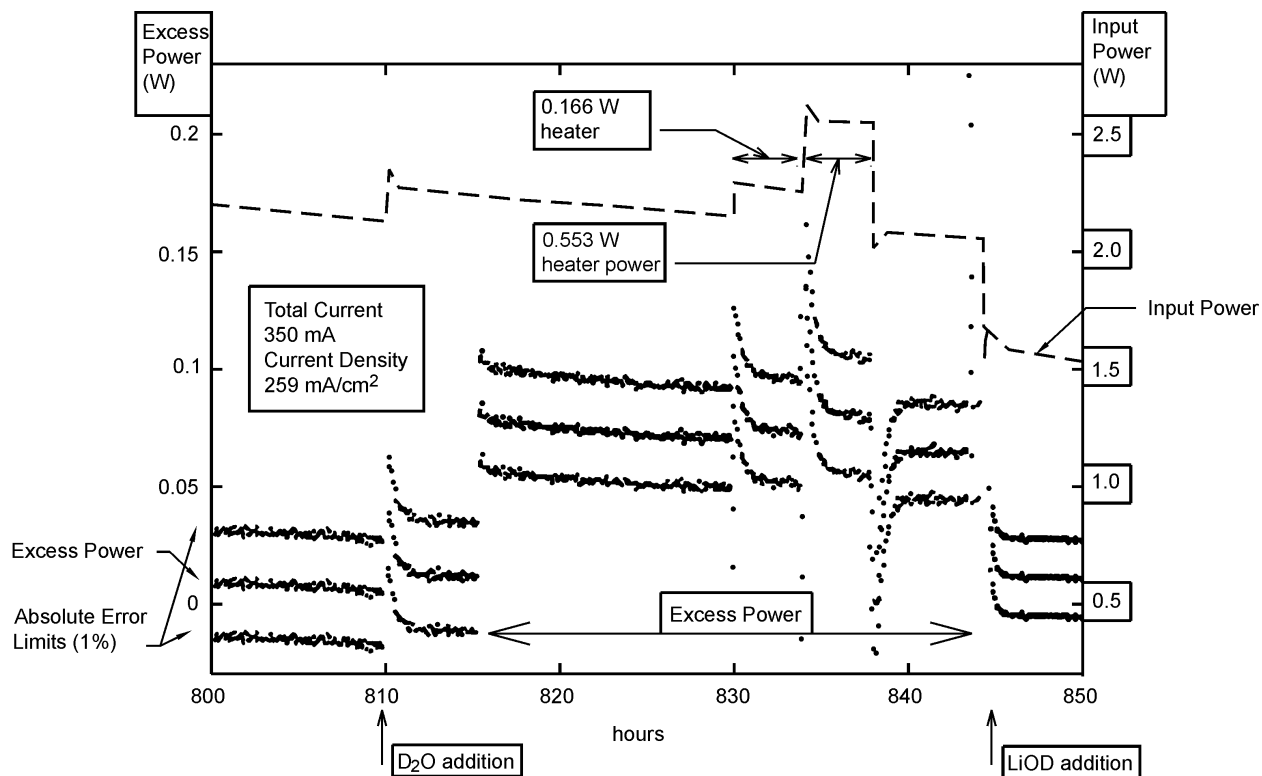 Excess
Power
(W)
Input
Power
(W)
0.166 W
heater
0.2
2.5
0.553 W
heater power
0.15
2.0
Total Current
350 mA
Current Density
259 mA/cm2
Input Power
0.1
1.5
0.05
1.0
Excess Power
0
0.5
Absolute Error
Limits (1%)
Excess Power
800
810
820
830
840
850
hours
D2O addition
LiOD addition